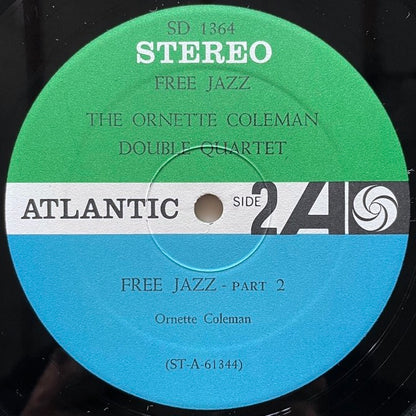 SD 1364
STEREO
FREE JAZZ
THE ORNETTE COLEMAN
DOUBLE QUARTET
ATLANTIC SIDE 2 A
FREE JAZZ - PART 2
Ornette Coleman
(ST-A-61344)